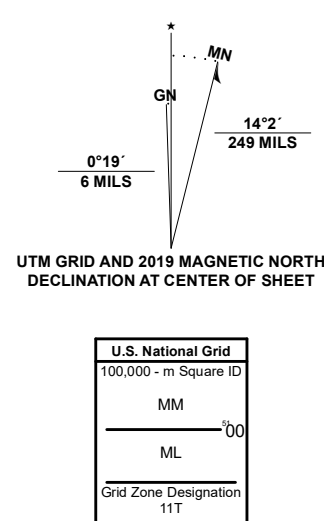 ★
MN
GN
14°2´
249 MILS
0°19´
6 MILS
UTM GRID AND 2019 MAGNETIC NORTH
DECLINATION AT CENTER OF SHEET
U.S. National Grid
100,000 - m Square ID
MM
5100
ML
Grid Zone Designation
11T